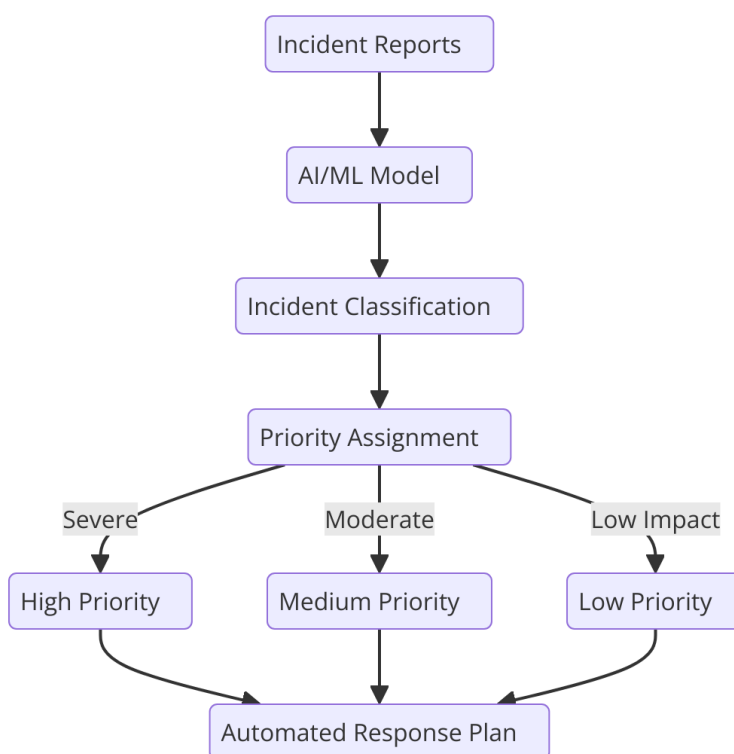 Incident Reports
AI/ML Model
Incident Classification
Priority Assignment
Severe
Moderate
Low Impact
High Priority
Medium Priority
Low Priority
Automated Response Plan